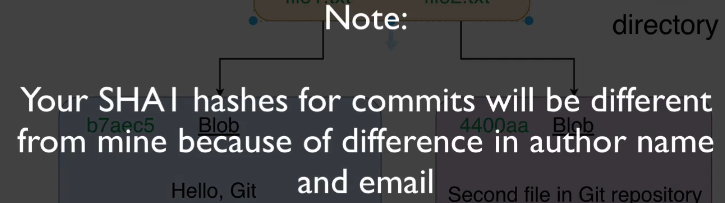 file1.txt file2.txt
Note:
directory
Your SHA1 hashes for commits will be different
b7aec5 Blob 4400aa Blob
from mine because of difference in author name
and email
Hello, Git Second file in Git repository